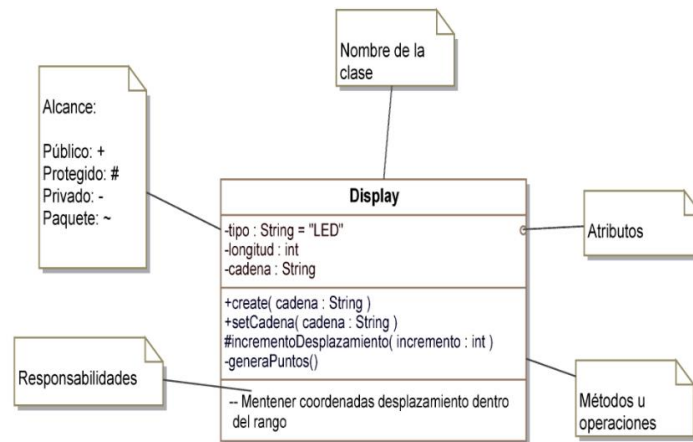 Nombre de la
clase
Alcance:
Público: +
Protegido: #
Privado: -
Paquete: ~
Display
-tipo : String = "LED"
-longitud : int
-cadena : String
Atributos
+create( cadena : String )
+setCadena( cadena : String )
#incrementoDesplazamiento( incremento : int )
-generaPuntos()
Responsabilidades
-- Mentener coordenadas desplazamiento dentro
del rango
Métodos u
operaciones